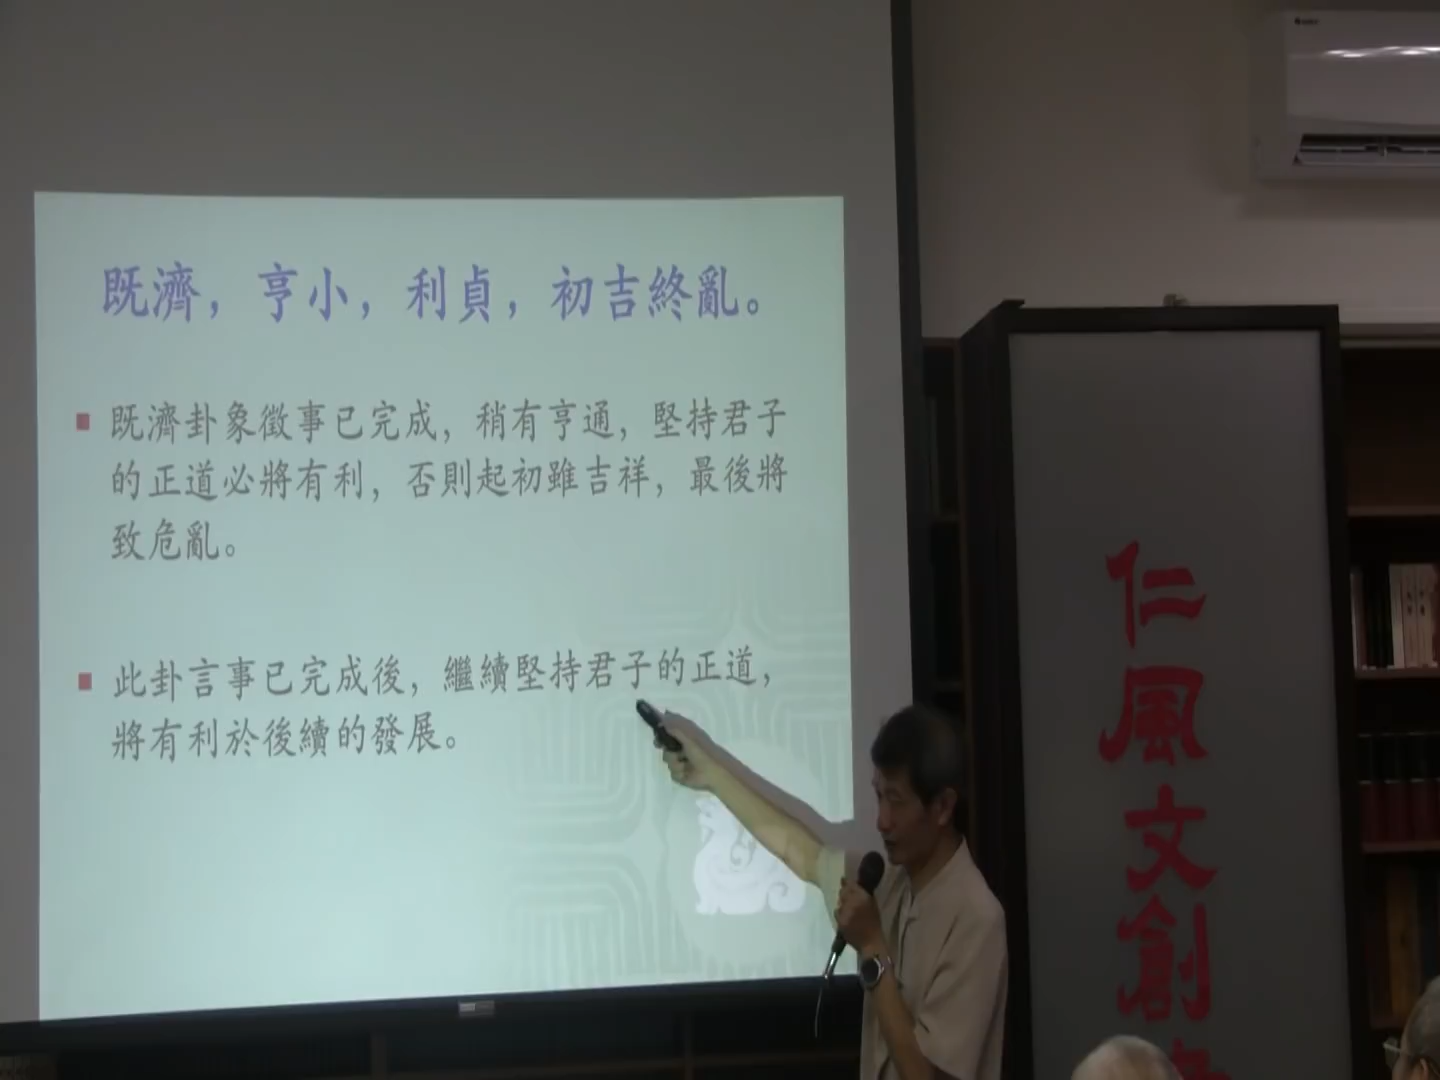 既濟，亨小，利貞，初吉終亂。
既濟卦象徵事已完成，稍有亨通，堅持君子
的正道必將有利，否則起初雖吉祥，最後將
致危亂。
此卦言事已完成後，繼續堅持君子的正道，
將有利於後續的發展。
仁風文創